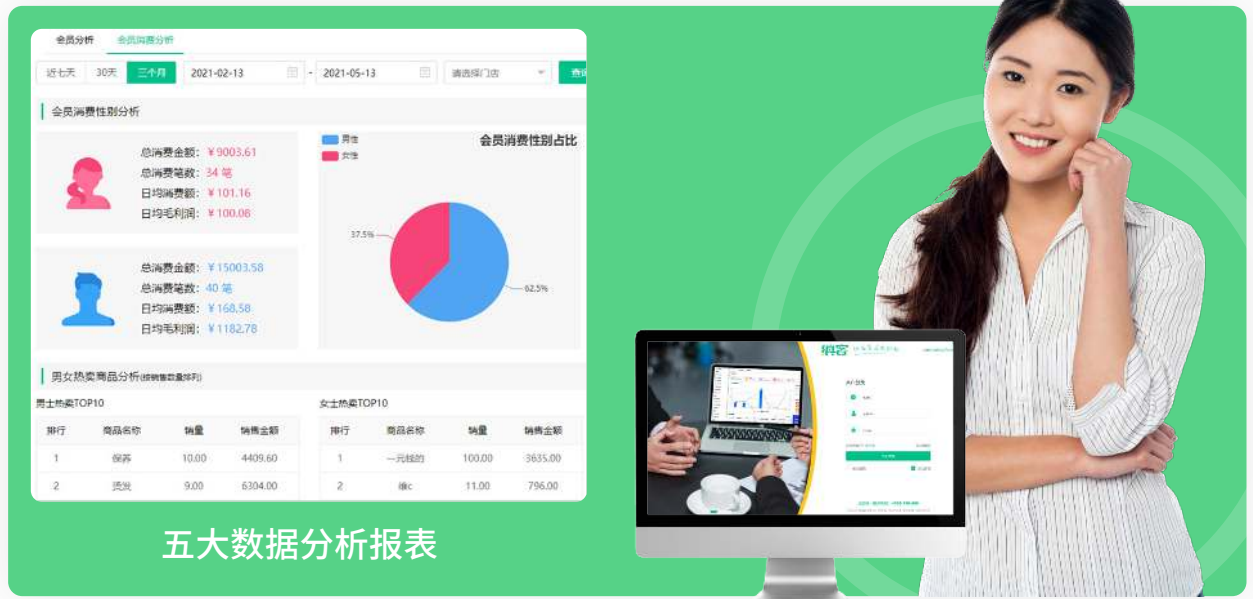 会员分析 会员消费分析
近七天 30天 三个月 2021-02-13 - 2021-05-13 请选择门店
会员消费性别分析
总消费金额：￥9003.61
总消费笔数：34 笔
日均消费额：￥101.16
日均毛利润：￥100.08
男性
女性
会员消费性别占比
37.5%
62.5%
总消费金额：￥15003.58
总消费笔数：40 笔
日均消费额：￥168.58
日均毛利润：￥1182.78
男女热卖商品分析(按销售数量排列)
男士热卖TOP10
排行 商品名称 销量 销售金额
1 保养 10.00 4409.60
2 烫发 9.00 6304.00
女士热卖TOP10
排行 商品名称 销量 销售金额
1 一元钱的 100.00 3635.00
2 维c 11.00 796.00
五大数据分析报表